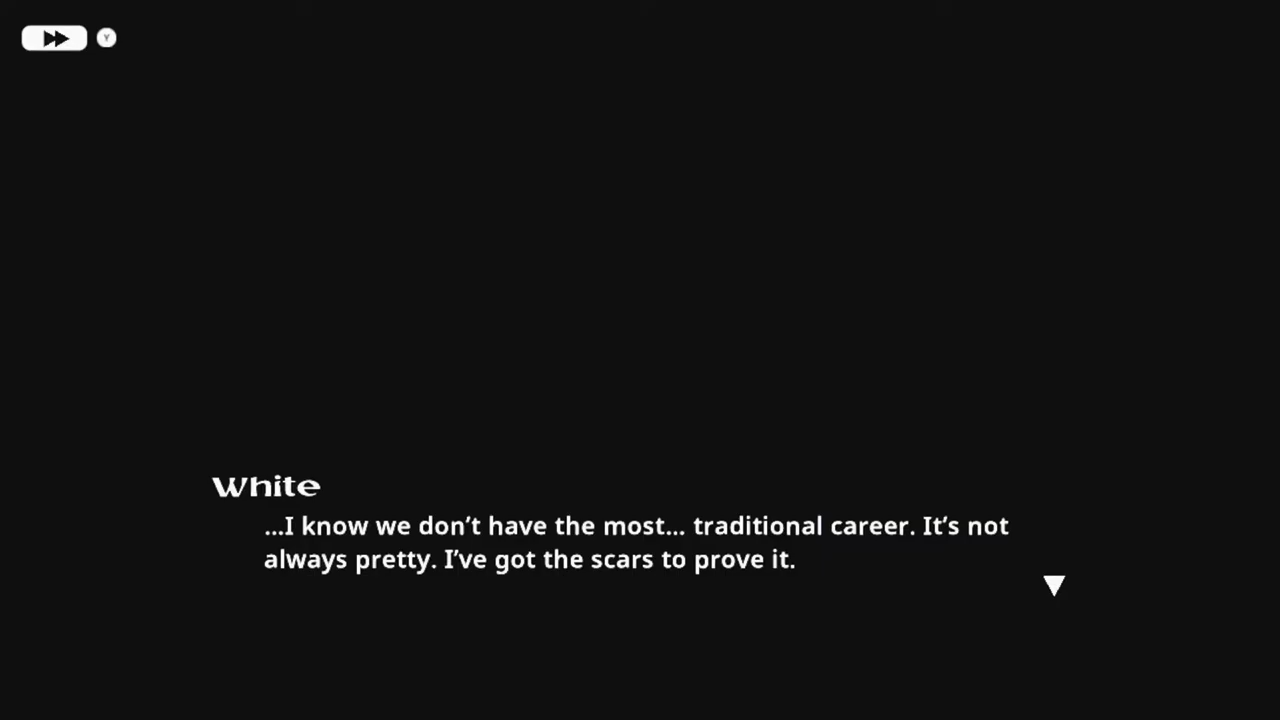 Y
White
...I know we don't have the most... traditional career. It's not
always pretty. I've got the scars to prove it.